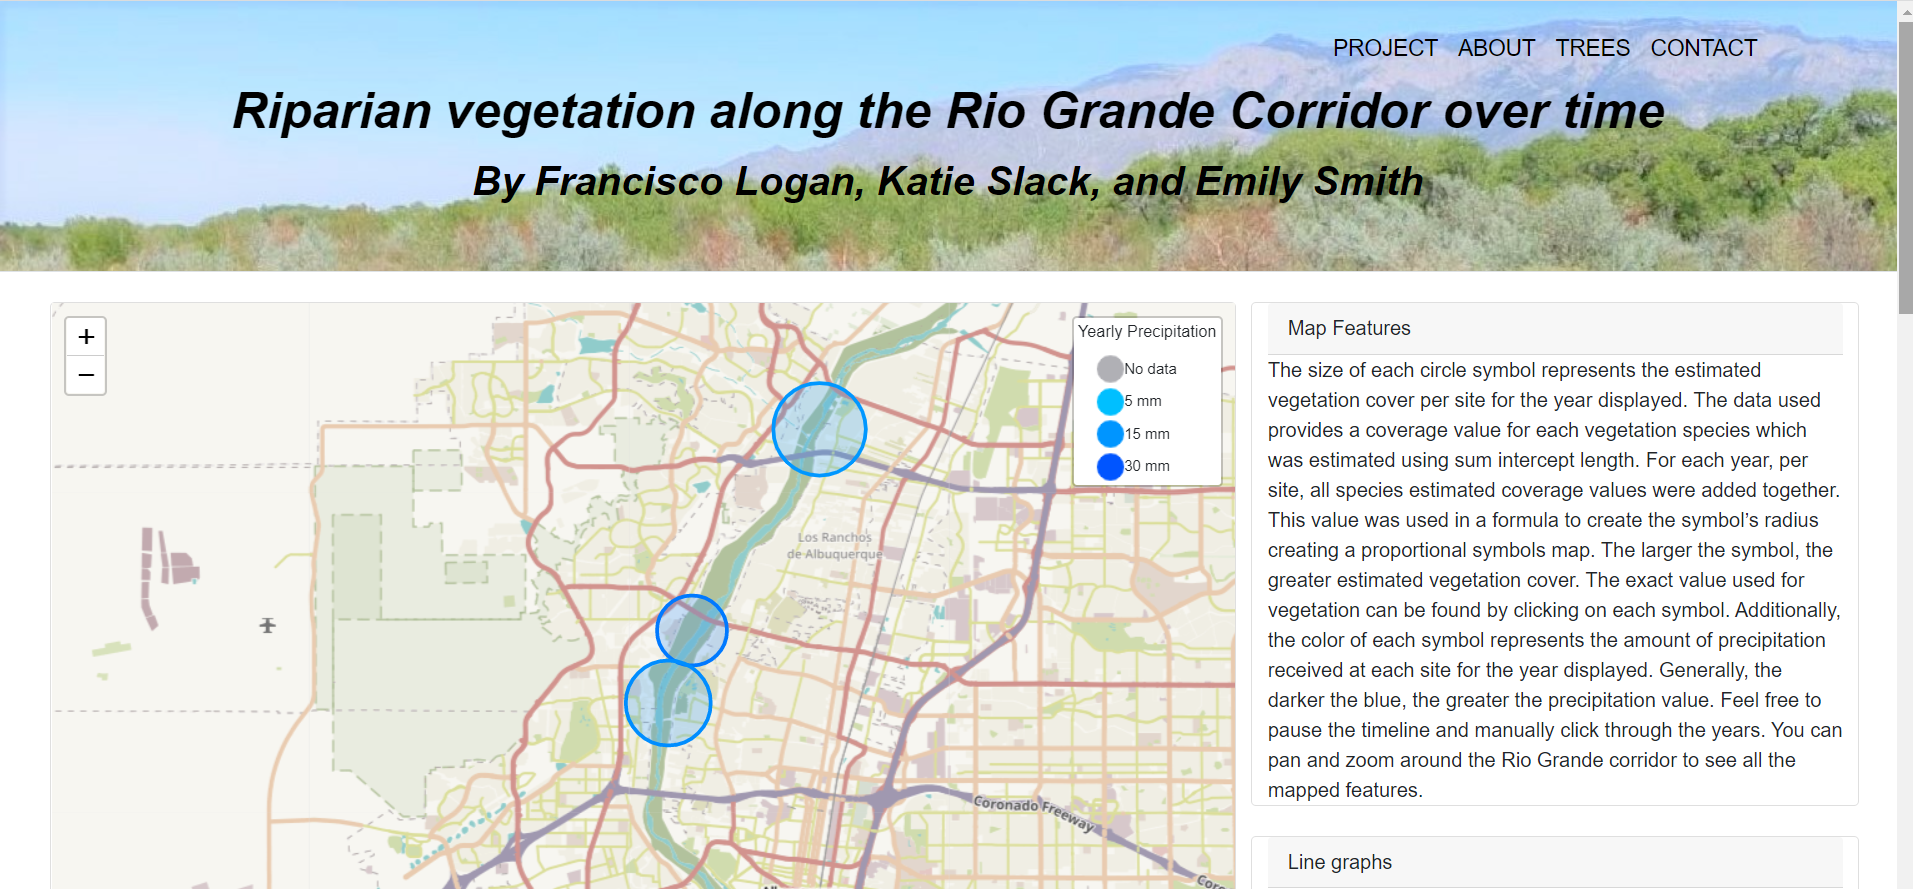 PROJECT ABOUT TREES CONTACT
Riparian vegetation along the Rio Grande Corridor over time
By Francisco Logan, Katie Slack, and Emily Smith
+
−
Yearly Precipitation
No data
5 mm
15 mm
30 mm
Los Ranchos
de Albuquerque
Coronado Freeway
Map Features
The size of each circle symbol represents the estimated
vegetation cover per site for the year displayed. The data used
provides a coverage value for each vegetation species which
was estimated using sum intercept length. For each year, per
site, all species estimated coverage values were added together.
This value was used in a formula to create the symbol’s radius
creating a proportional symbols map. The larger the symbol, the
greater estimated vegetation cover. The exact value used for
vegetation can be found by clicking on each symbol. Additionally,
the color of each symbol represents the amount of precipitation
received at each site for the year displayed. Generally, the
darker the blue, the greater the precipitation value. Feel free to
pause the timeline and manually click through the years. You can
pan and zoom around the Rio Grande corridor to see all the
mapped features.
Line graphs